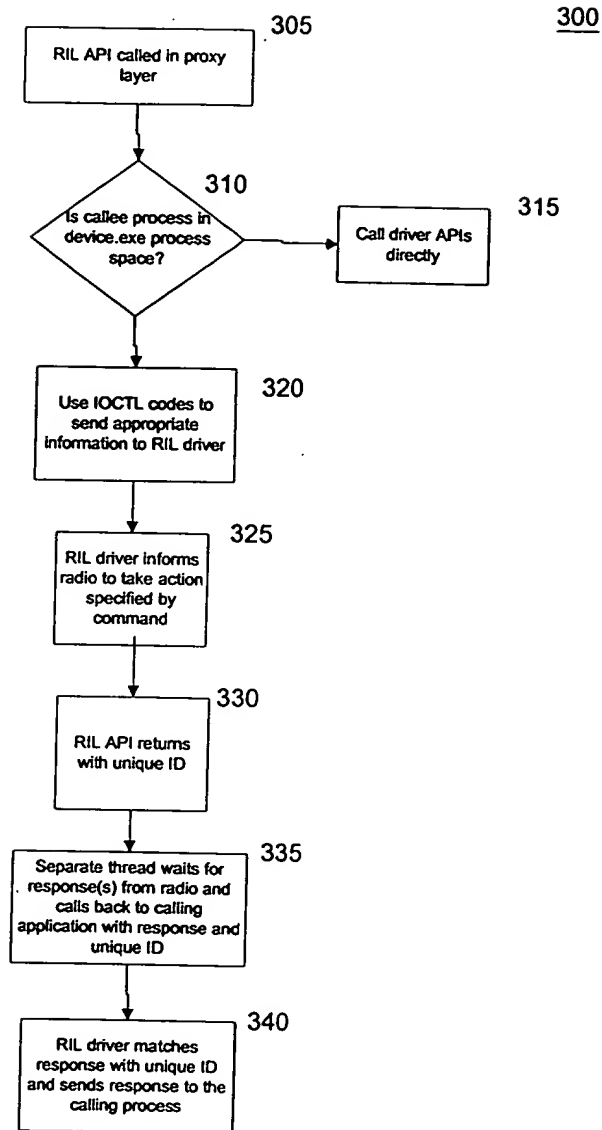 300
305
RIL API called in proxy
layer
310
Is callee process in
device.exe process
space?
315
Call driver APIs
directly
320
Use IOCTL codes to
send appropriate
information to RIL driver
325
RIL driver informs
radio to take action
specified by
command
330
RIL API returns
with unique ID
335
Separate thread waits for
response(s) from radio and
calls back to calling
application with response and
unique ID
340
RIL driver matches
response with unique ID
and sends response to the
calling process